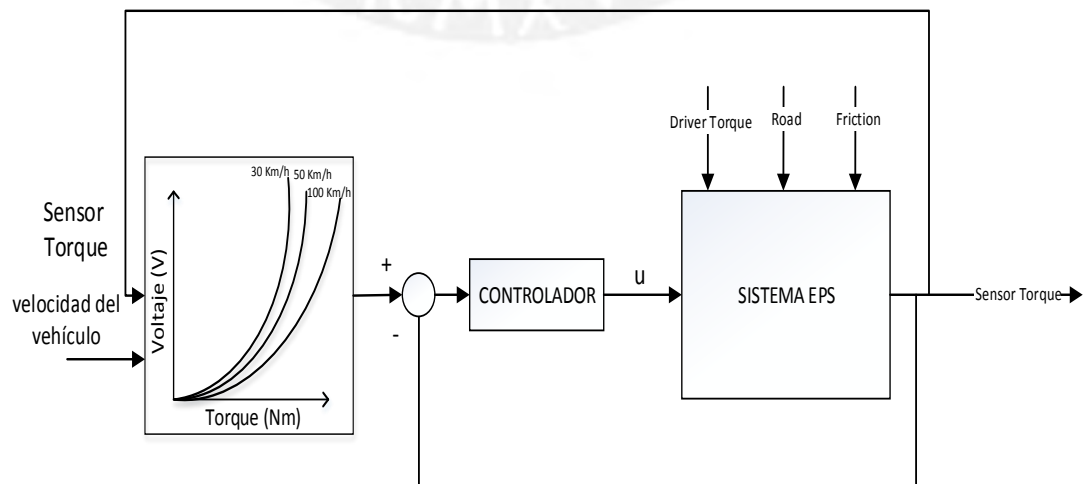 Driver Torque
Road
Friction
30 Km/h
50 Km/h
100 Km/h
Sensor
Torque
velocidad del
vehículo
Voltaje (V)
Torque (Nm)
+
-
CONTROLADOR
u
SISTEMA EPS
Sensor Torque